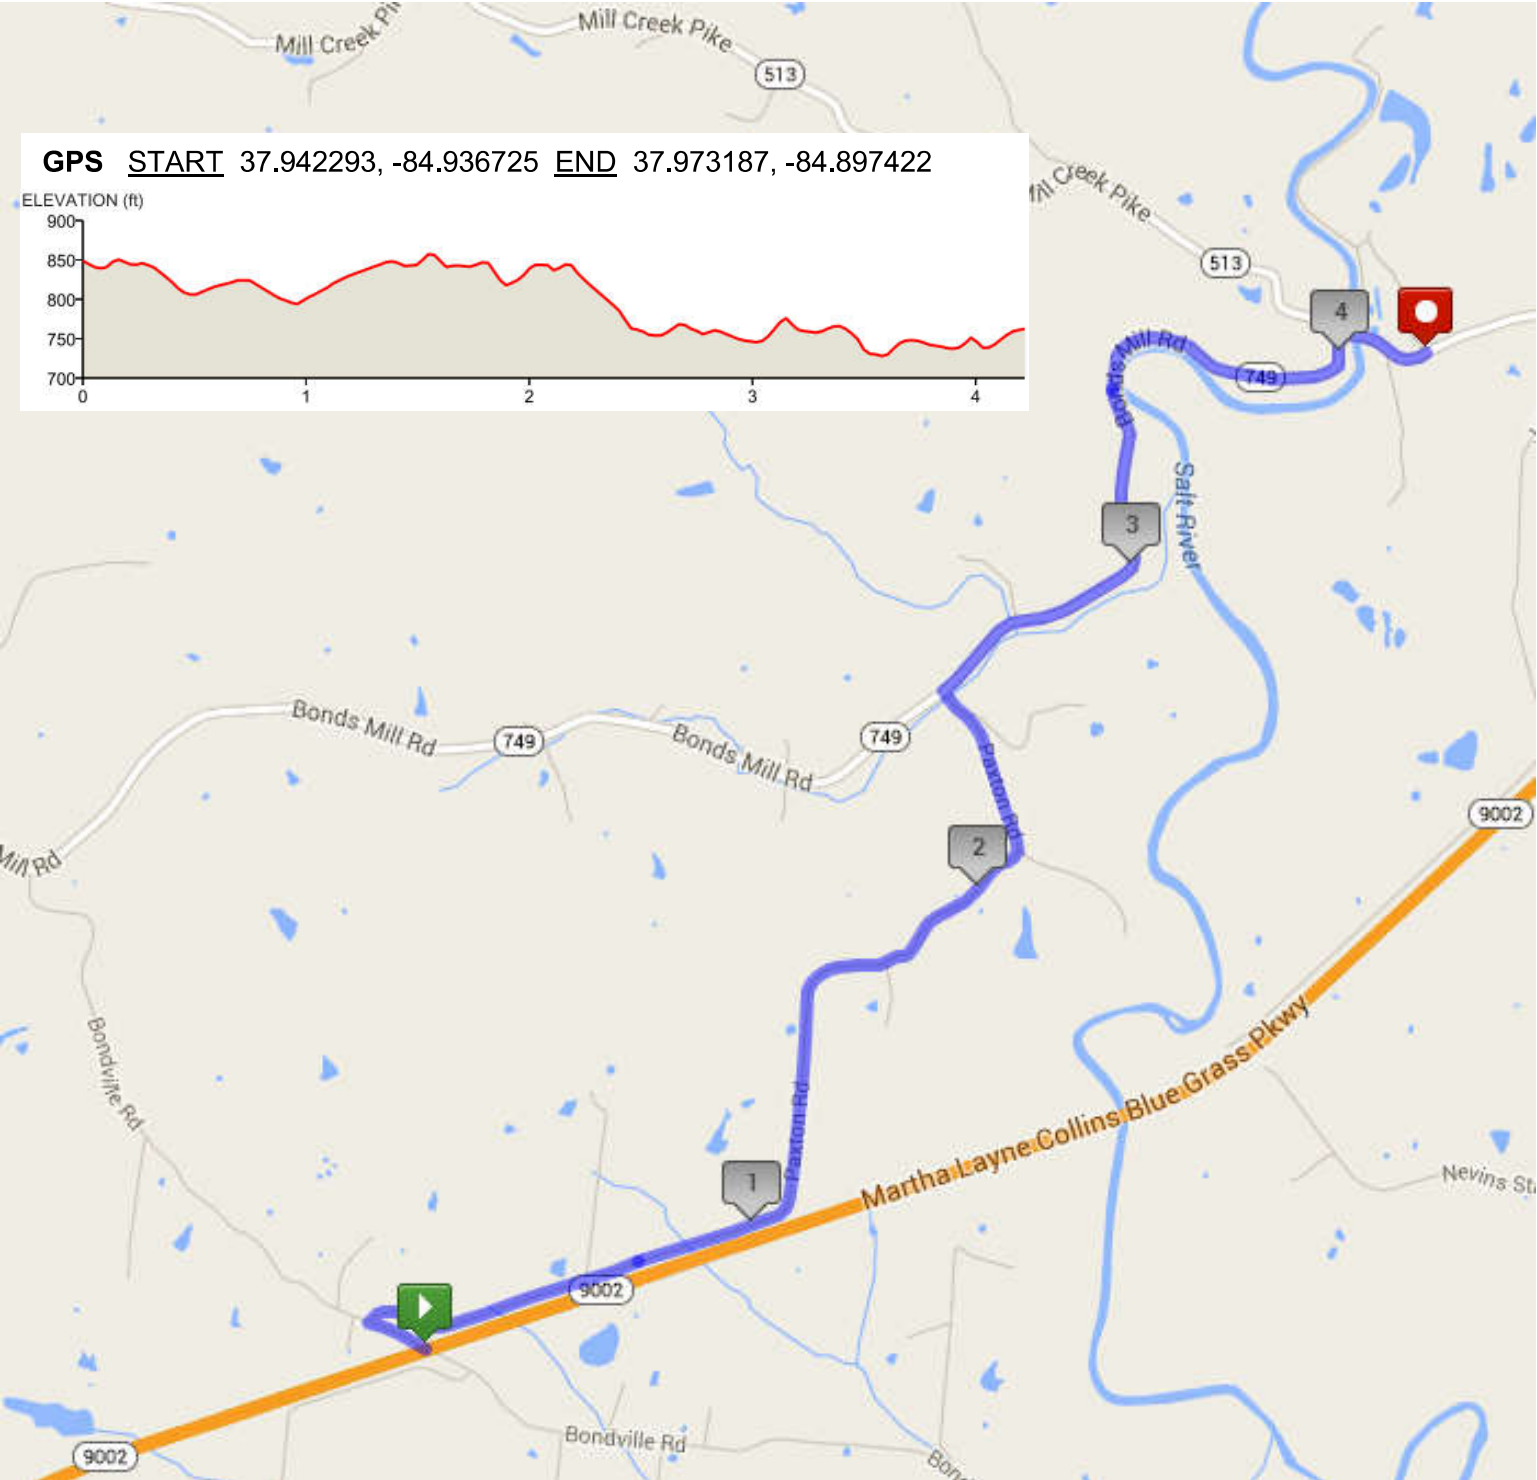 Mill Creek
Mill Creek Pike
513
GPS START 37.942293, -84.936725 END 37.973187, -84.897422
ELEVATION (ft)
900
850
800
750
700
0 1 2 3 4
Creek Pike
513
4
Bonds Mill Rd
749
Salt River
3
Bonds Mill Rd
749
Bonds Mill Rd
749
Paxton Rd
9002
2
Mill Rd
Bondville Rd
Paxton Rd
Martha Layne Collins Blue Grass Pkwy
1
Nevins
9002
Bondville Rd
9002